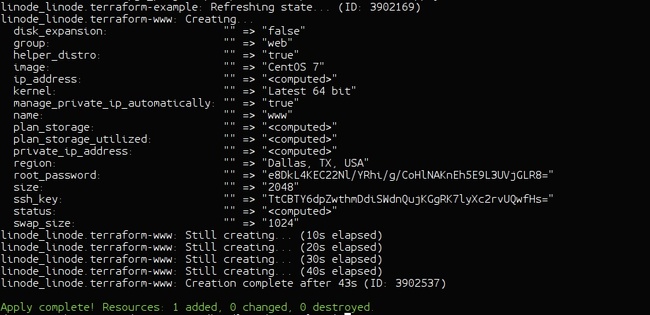 linode_linode.terraform-example: Refreshing state... (ID: 3902169)
linode_linode.terraform-www: Creating...
disk_expansion: "" => "false"
group: "" => "web"
helper_distro: "" => "true"
image: "" => "CentOS 7"
ip_address: "" => "<computed>"
kernel: "" => "Latest 64 bit"
manage_private_ip_automatically: "" => "true"
name: "" => "www"
plan_storage: "" => "<computed>"
plan_storage_utilized: "" => "<computed>"
private_ip_address: "" => "<computed>"
region: "" => "Dallas, TX, USA"
root_password: "" => "e8DkL4KEC22Nl/YRhi/g/CoHlNAKnEh5E9L3UVjGLR8="
size: "" => "2048"
ssh_key: "" => "TtCBTY6dpZwthmDdiSWdnQujKGgRK7lyXc2rvUQwfHs="
status: "" => "<computed>"
swap_size: "" => "1024"
linode_linode.terraform-www: Still creating... (10s elapsed)
linode_linode.terraform-www: Still creating... (20s elapsed)
linode_linode.terraform-www: Still creating... (30s elapsed)
linode_linode.terraform-www: Still creating... (40s elapsed)
linode_linode.terraform-www: Creation complete after 43s (ID: 3902537)
Apply complete! Resources: 1 added, 0 changed, 0 destroyed.